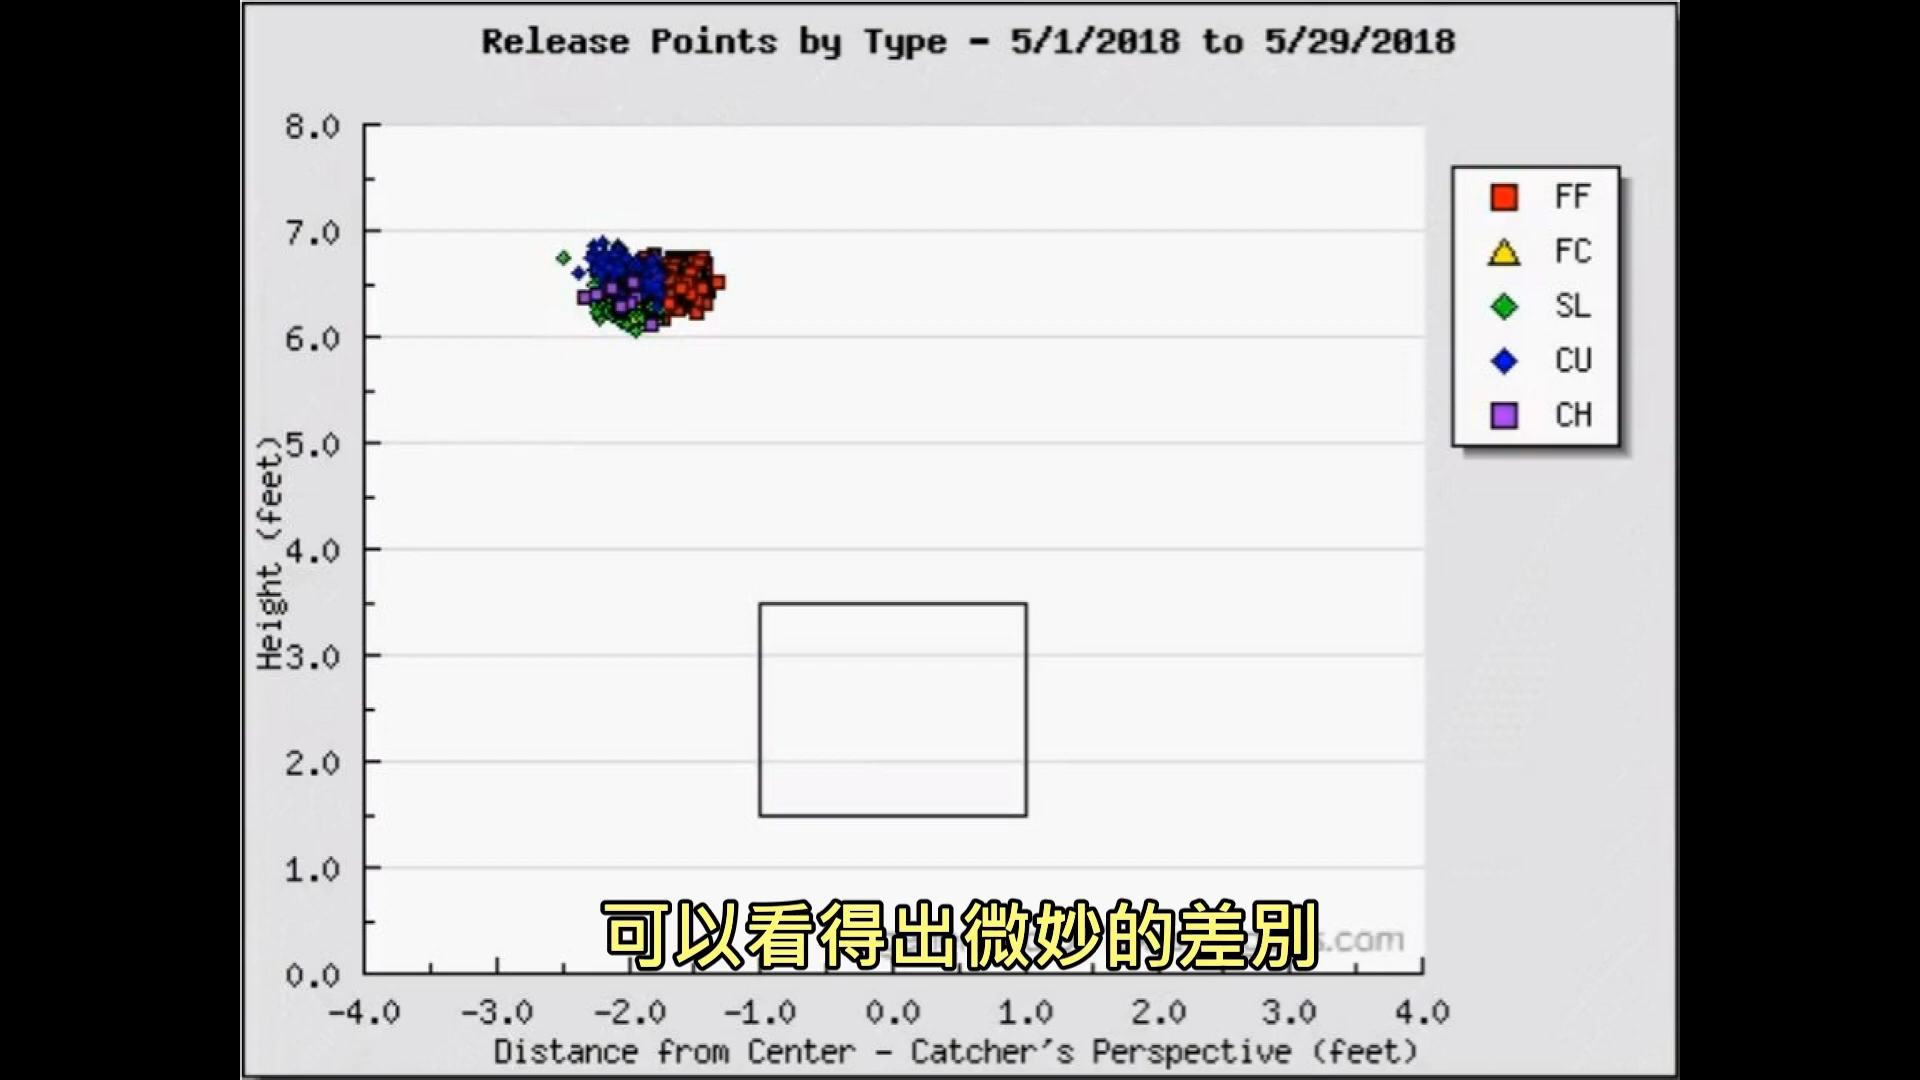 Release Points by Type - 5/1/2018 to 5/29/2018
8.0
7.0
6.0
5.0
4.0
3.0
2.0
1.0
0.0
Height (feet)
FF
FC
SL
CU
CH
可以看得出微妙的差別
s.com
-4.0 -3.0 -2.0 -1.0 0.0 1.0 2.0 3.0 4.0
Distance from Center - Catcher's Perspective (feet)